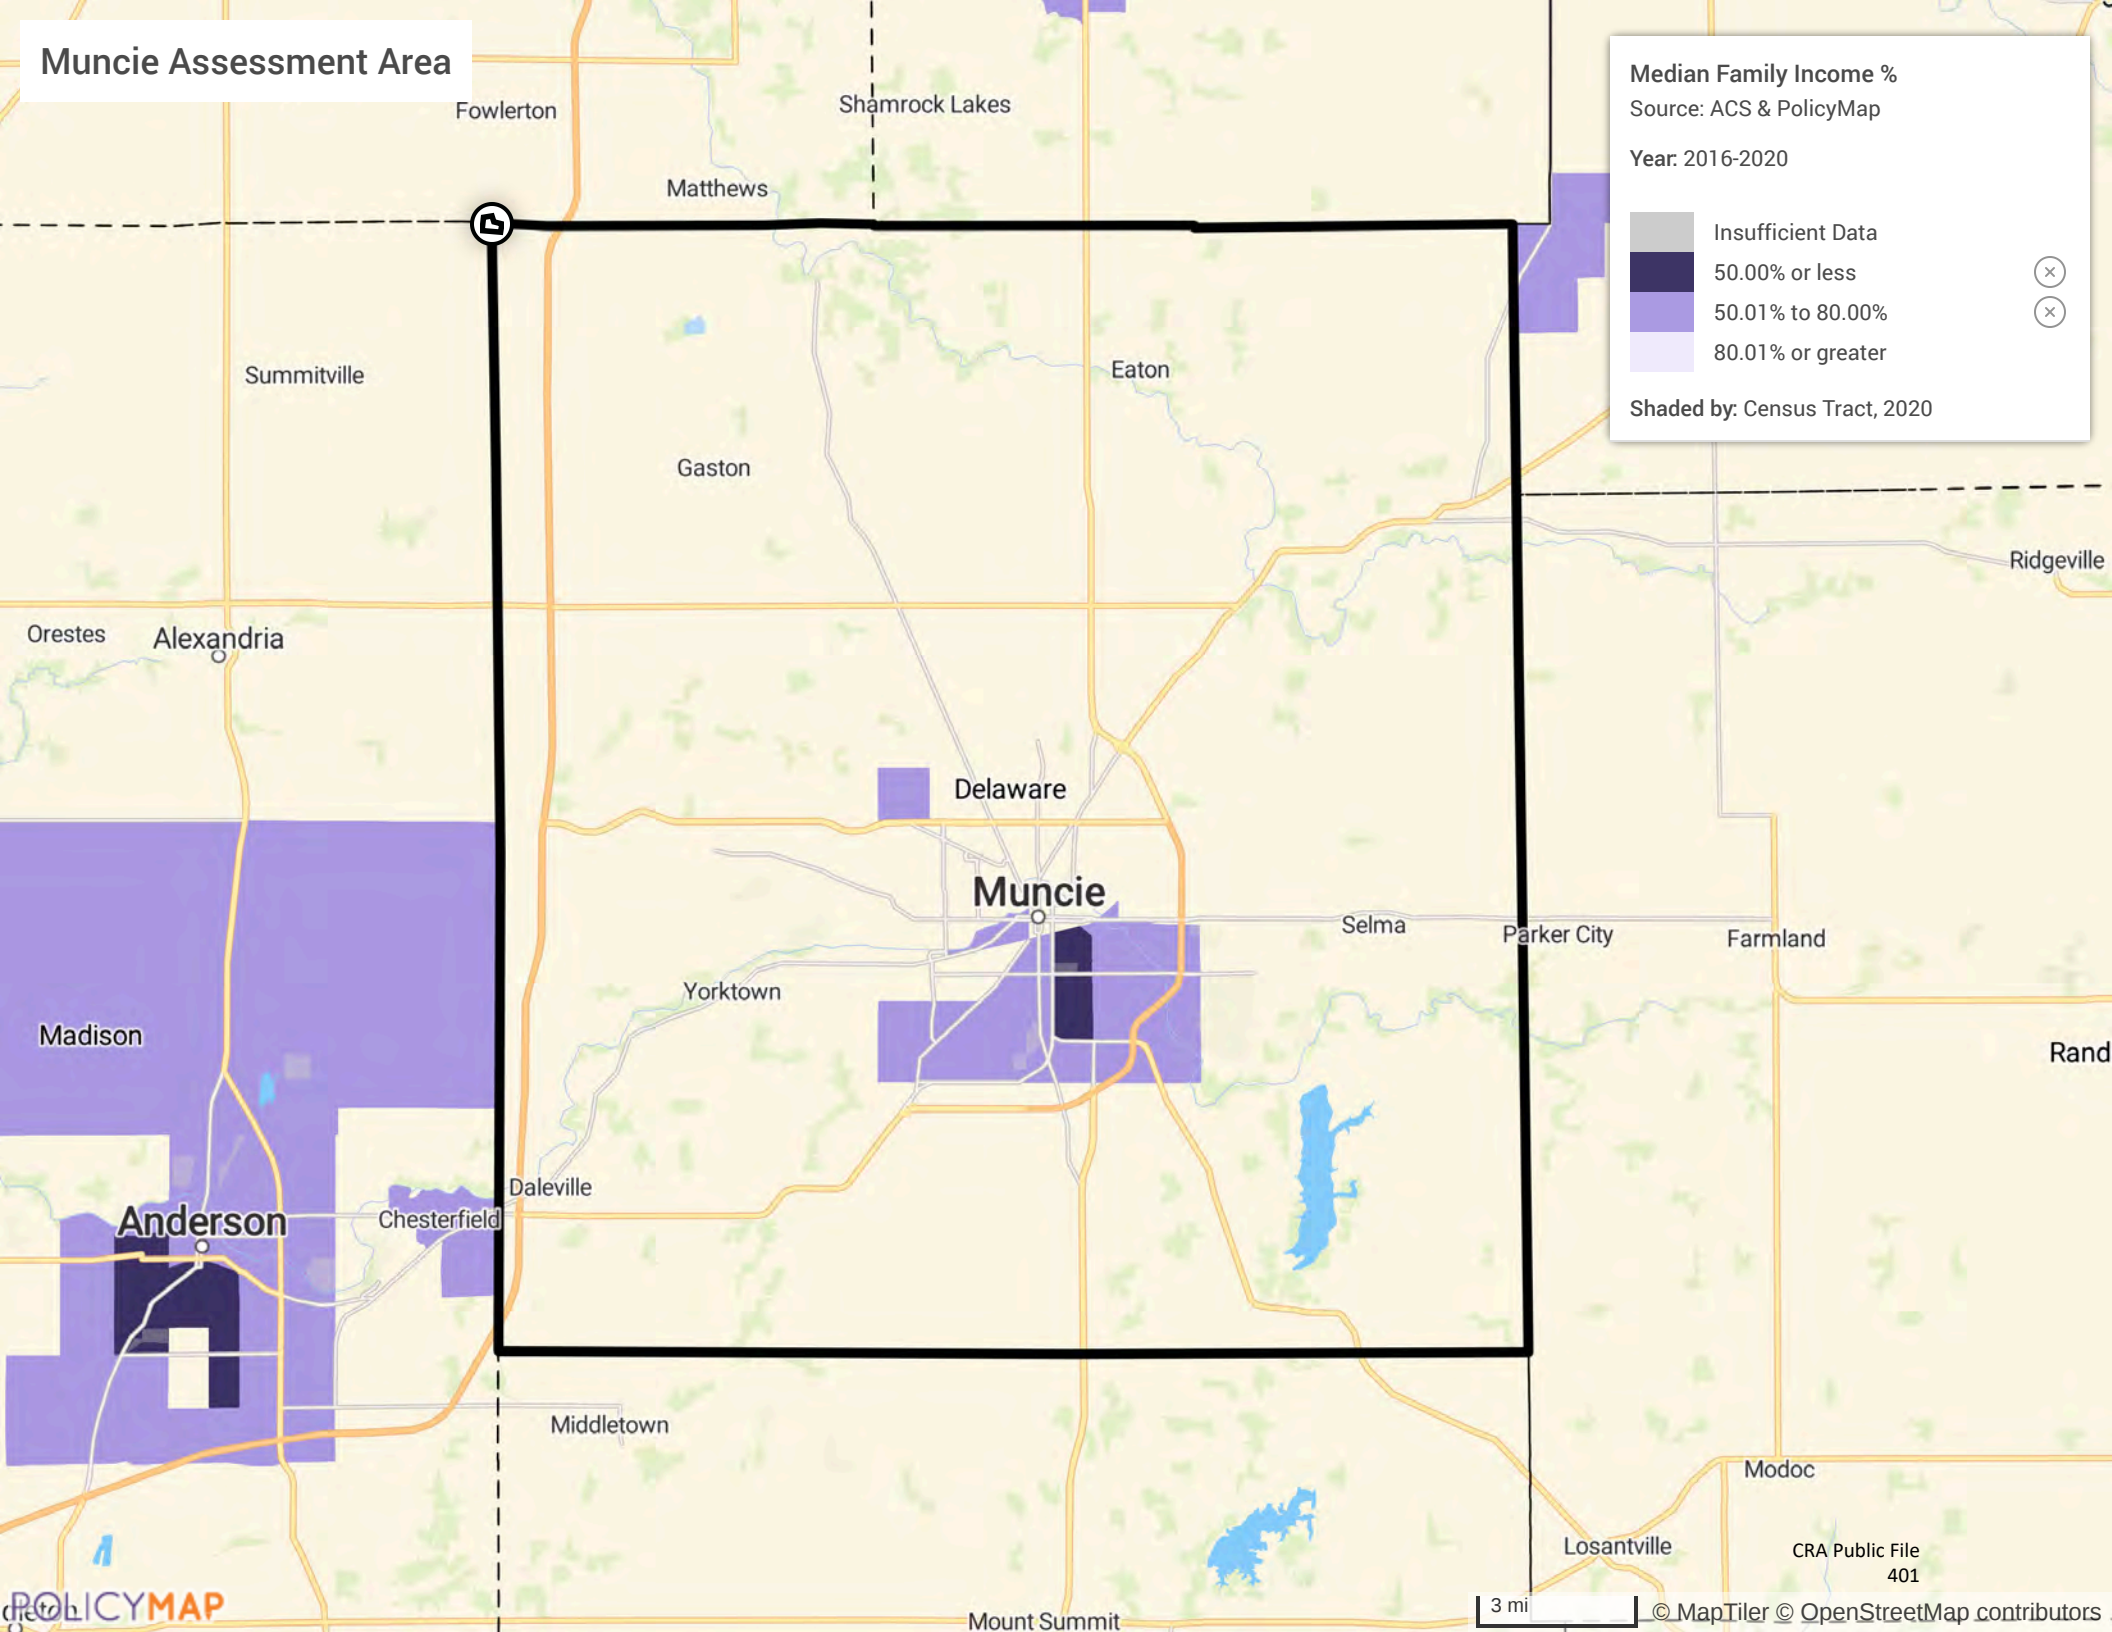 Muncie Assessment Area
Median Family Income %
Source: ACS & PolicyMap
Year: 2016-2020
Insufficient Data
50.00% or less
50.01% to 80.00%
80.01% or greater
Shaded by: Census Tract, 2020
Fowlerton
Shamrock Lakes
Matthews
Summitville
Eaton
Gaston
Ridgeville
Orestes
Alexandria
Delaware
Muncie
Selma
Parker City
Farmland
Yorktown
Madison
Rand
Daleville
Anderson
Chesterfield
Middletown
Modoc
Losantville
CRA Public File
401
POLICYMAP
Mount Summit
3 mi
© MapTiler © OpenStreetMap contributors